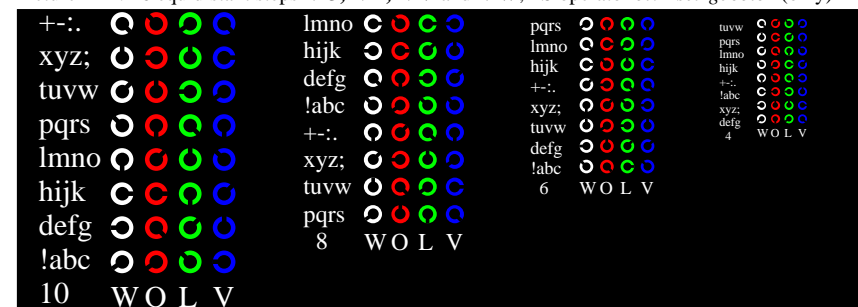 +-:.
xyz;
tuvw
pqrs
lmno
hijk
defg
!abc
10 W O L V
lmno
hijk
defg
!abc
+-:.
xyz;
tuvw
pqrs
8 W O L V
pqrs
lmno
hijk
+-:.
xyz;
tuvw
defg
!abc
6 W O L V
tuvw
pqrs
lmno
hijk
+-:.
!abc
xyz;
defg
4 W O L V